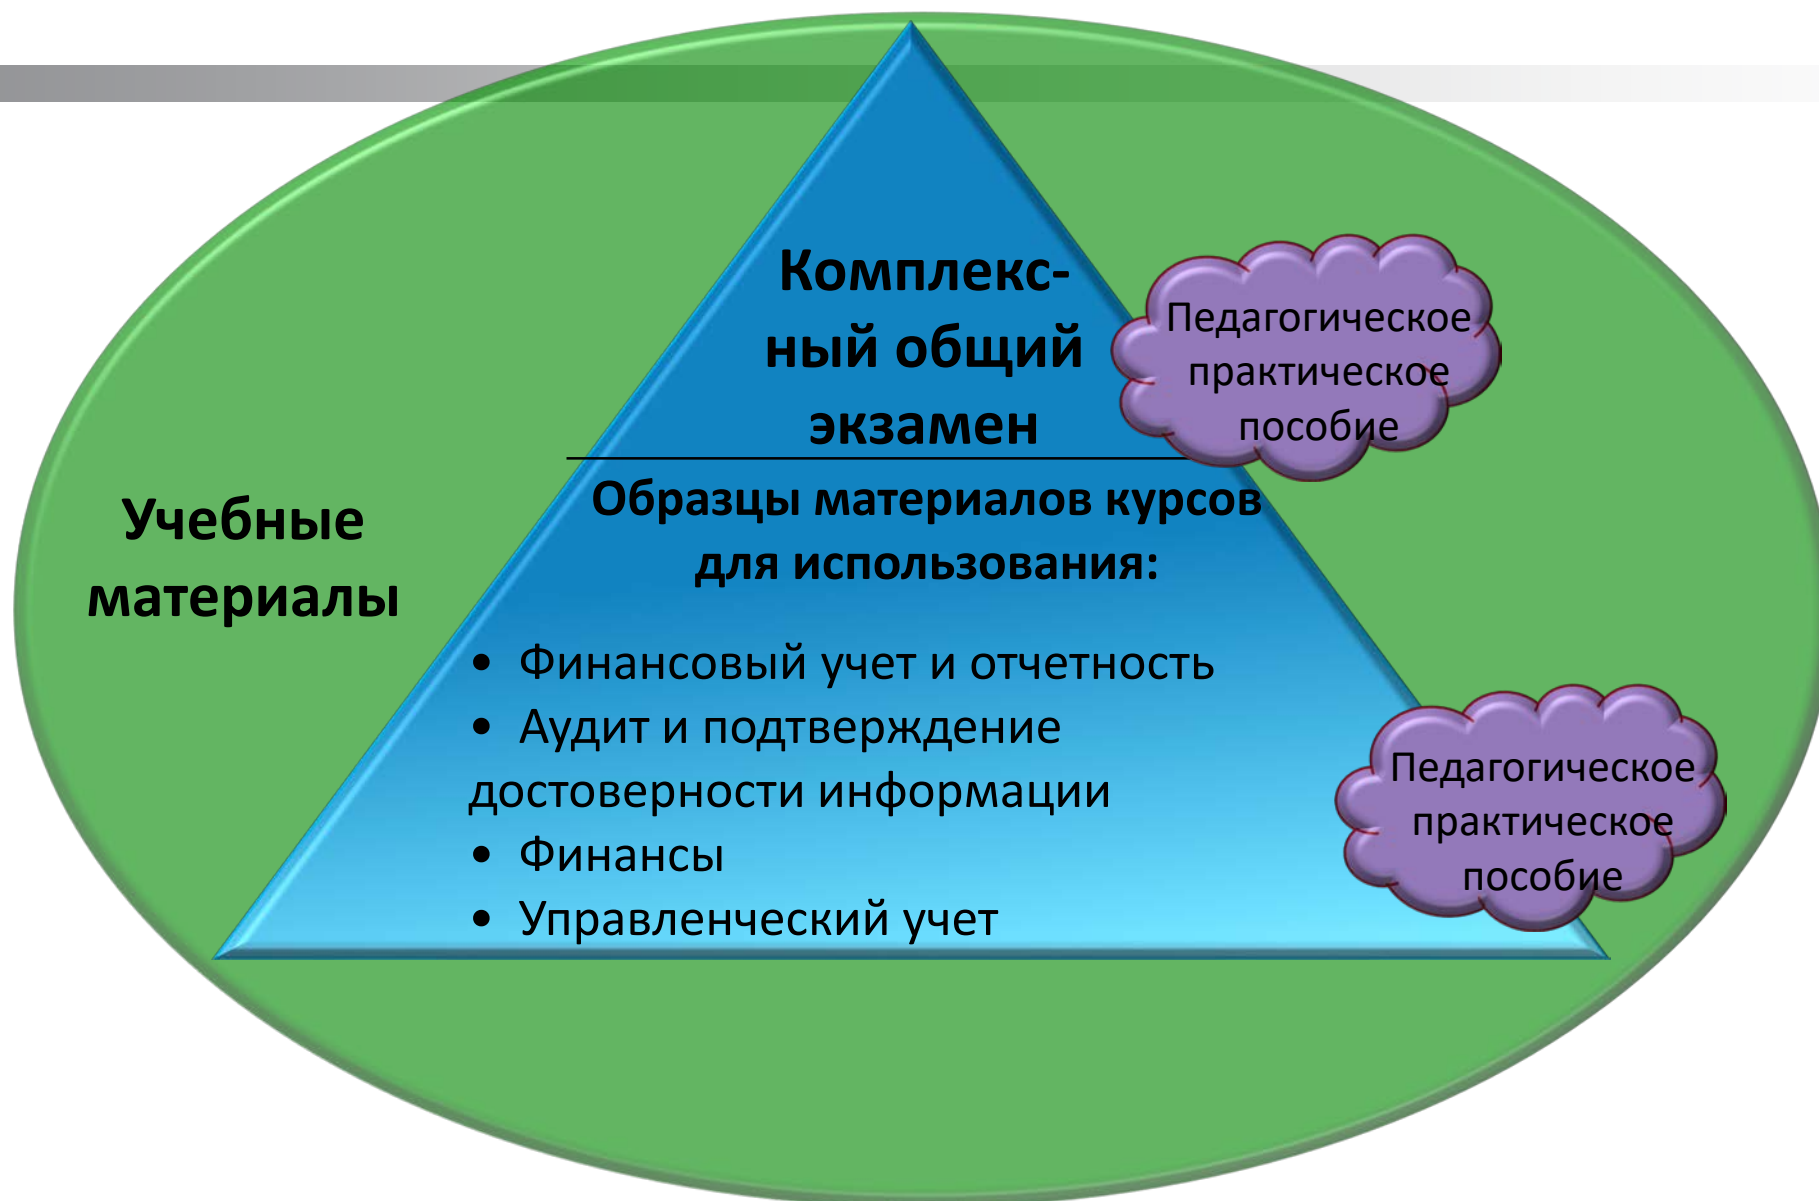 Комплекс-
ный общий
экзамен
Педагогическое
практическое
пособие
Учебные
материалы
Образцы материалов курсов
для использования:
• Финансовый учет и отчетность
• Аудит и подтверждение
достоверности информации
• Финансы
• Управленческий учет
Педагогическое
практическое
пособие